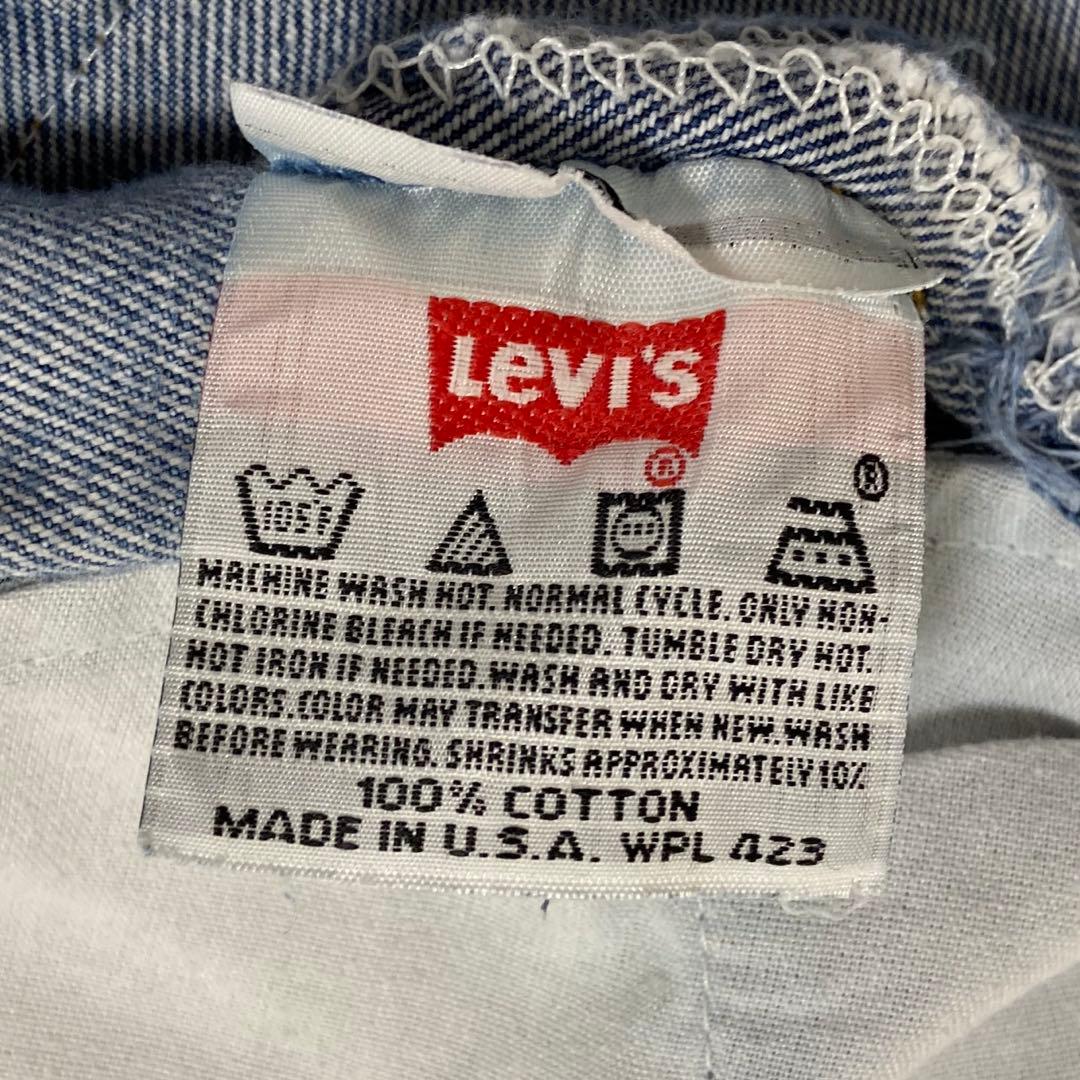 Levi's
®
®
105F
MACHINE WASH HOT. NORMAL CYCLE. ONLY NON-
CHLORINE BLEACH IF NEEDED. TUMBLE DRY HOT.
HOT IRON IF NEEDED. WASH AND DRY WITH LIKE
COLORS. COLOR MAY TRANSFER WHEN NEW. WASH
BEFORE WEARING. SHRINKS APPROXIMATELY 10%
100% COTTON
MADE IN U.S.A. WPL 423